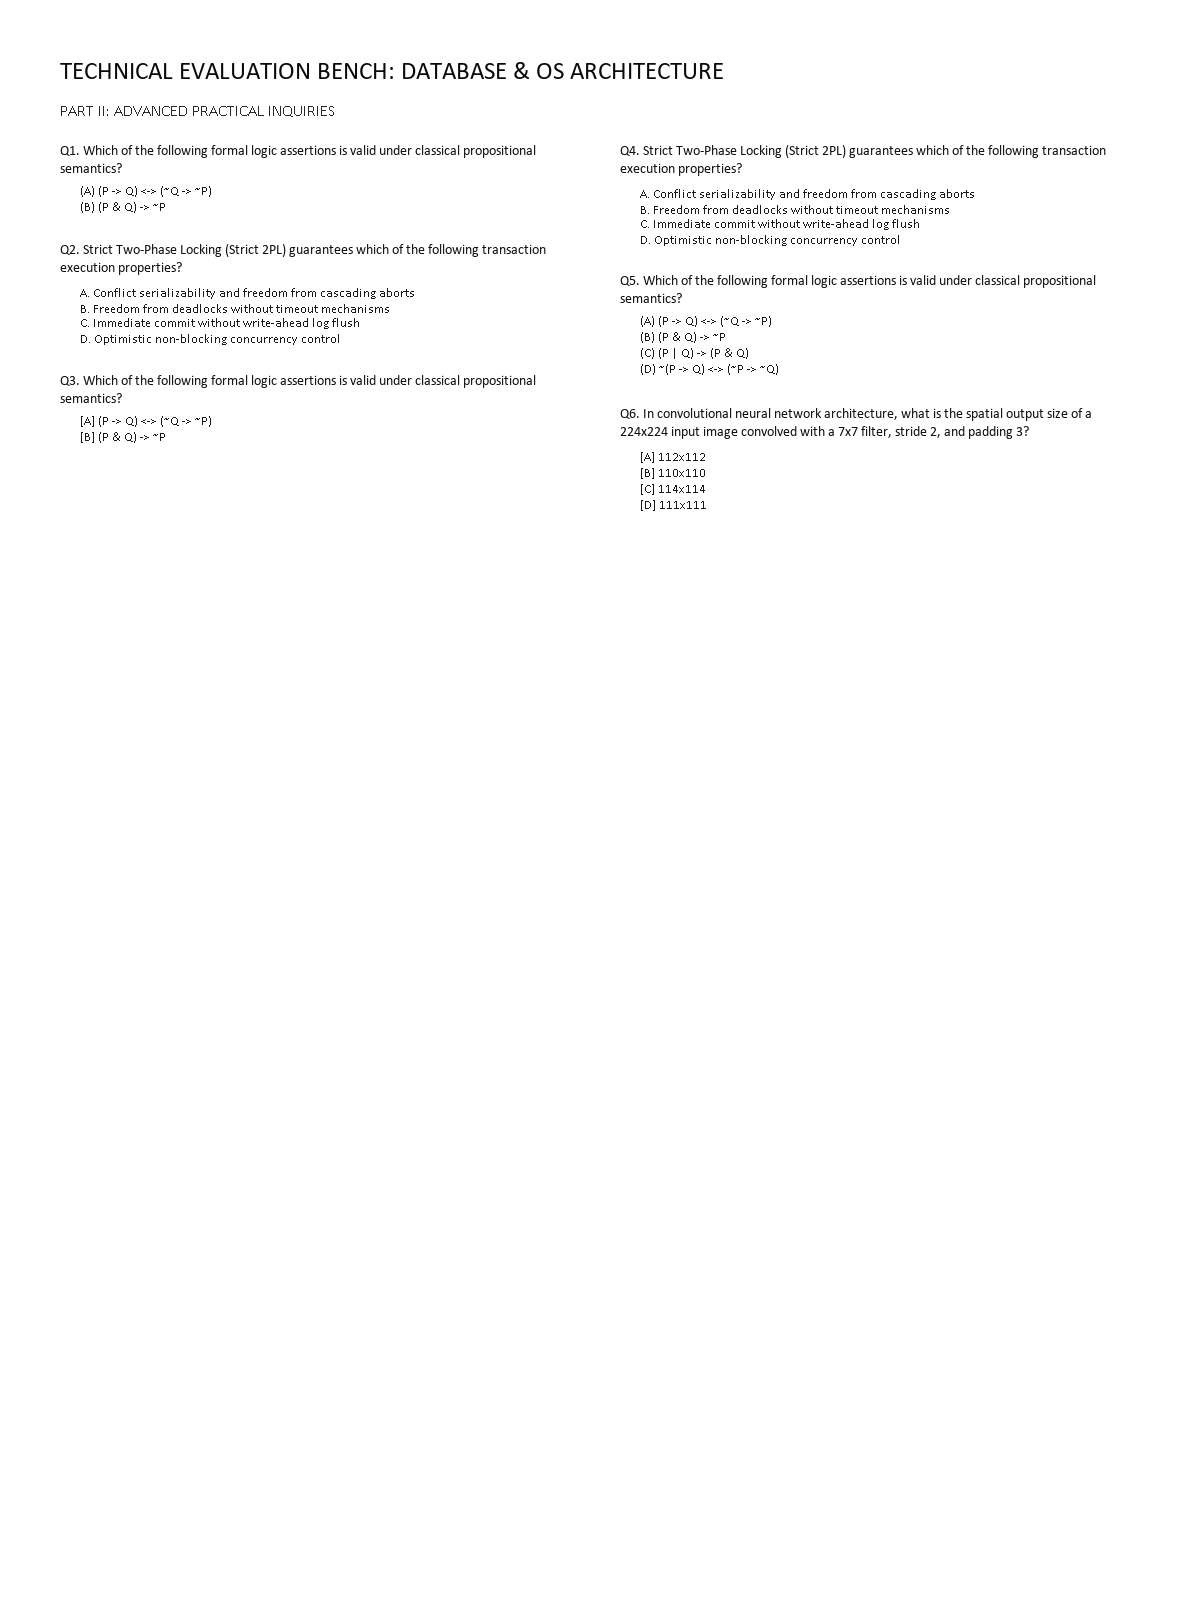 TECHNICAL EVALUATION BENCH: DATABASE & OS ARCHITECTURE
PART II: ADVANCED PRACTICAL INQUIRIES
Q1. Which of the following formal logic assertions is valid under classical propositional
semantics?
(A) (P -> Q) <-> (~Q -> ~P)
(B) (P & Q) -> ~P
Q2. Strict Two-Phase Locking (Strict 2PL) guarantees which of the following transaction
execution properties?
A. Conflict serializability and freedom from cascading aborts
B. Freedom from deadlocks without timeout mechanisms
C. Immediate commit without write-ahead log flush
D. Optimistic non-blocking concurrency control
Q3. Which of the following formal logic assertions is valid under classical propositional
semantics?
[A] (P -> Q) <-> (~Q -> ~P)
[B] (P & Q) -> ~P
Q4. Strict Two-Phase Locking (Strict 2PL) guarantees which of the following transaction
execution properties?
A. Conflict serializability and freedom from cascading aborts
B. Freedom from deadlocks without timeout mechanisms
C. Immediate commit without write-ahead log flush
D. Optimistic non-blocking concurrency control
Q5. Which of the following formal logic assertions is valid under classical propositional
semantics?
(A) (P -> Q) <-> (~Q -> ~P)
(B) (P & Q) -> ~P
(C) (P | Q) -> (P & Q)
(D) ~(P -> Q) <-> (~P -> ~Q)
Q6. In convolutional neural network architecture, what is the spatial output size of a
224x224 input image convolved with a 7x7 filter, stride 2, and padding 3?
[A] 112x112
[B] 110x110
[C] 114x114
[D] 111x111